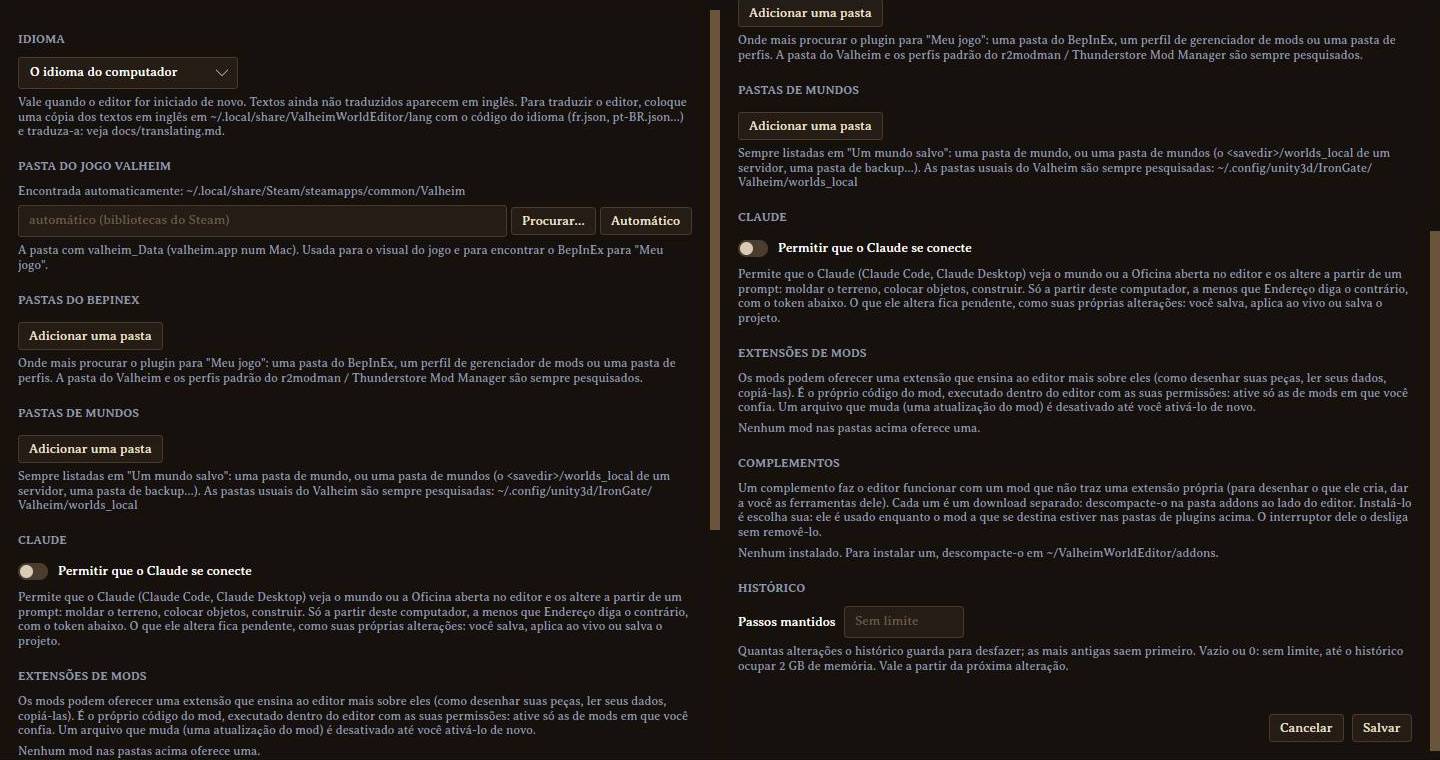 IDIOMA
O idioma do computador
Vale quando o editor for iniciado de novo. Textos ainda não traduzidos aparecem em inglês. Para traduzir o editor, coloque
uma cópia dos textos em inglês em ~/.local/share/ValheimWorldEditor/lang com o código do idioma (fr.json, pt-BR.json...)
e traduza-a: veja docs/translating.md.
PASTA DO JOGO VALHEIM
Encontrada automaticamente: ~/.local/share/Steam/steamapps/common/Valheim
automático (bibliotecas do Steam)
Procurar...
Automático
A pasta com valheim_Data (valheim.app num Mac). Usada para o visual do jogo e para encontrar o BepInEx para "Meu
jogo".
PASTAS DO BEPINEX
Adicionar uma pasta
Onde mais procurar o plugin para "Meu jogo": uma pasta do BepInEx, um perfil de gerenciador de mods ou uma pasta de
perfis. A pasta do Valheim e os perfis padrão do r2modman / Thunderstore Mod Manager são sempre pesquisados.
PASTAS DE MUNDOS
Adicionar uma pasta
Sempre listadas em "Um mundo salvo": uma pasta de mundo, ou uma pasta de mundos (o <savedir>/worlds_local de um
servidor, uma pasta de backup...). As pastas usuais do Valheim são sempre pesquisadas: ~/.config/unity3d/IronGate/
Valheim/worlds_local
CLAUDE
Permitir que o Claude se conecte
Permite que o Claude (Claude Code, Claude Desktop) veja o mundo ou a Oficina aberta no editor e os altere a partir de um
prompt: moldar o terreno, colocar objetos, construir. Só a partir deste computador, a menos que Endereço diga o contrário,
com o token abaixo. O que ele altera fica pendente, como suas próprias alterações: você salva, aplica ao vivo ou salva o
projeto.
EXTENSÕES DE MODS
Os mods podem oferecer uma extensão que ensina ao editor mais sobre eles (como desenhar suas peças, ler seus dados,
copiá-las). É o próprio código do mod, executado dentro do editor com as suas permissões: ative só as de mods em que você
confia. Um arquivo que muda (uma atualização do mod) é desativado até você ativá-lo de novo.
Nenhum mod nas pastas acima oferece uma.
Adicionar uma pasta
Onde mais procurar o plugin para "Meu jogo": uma pasta do BepInEx, um perfil de gerenciador de mods ou uma pasta de
perfis. A pasta do Valheim e os perfis padrão do r2modman / Thunderstore Mod Manager são sempre pesquisados.
PASTAS DE MUNDOS
Adicionar uma pasta
Sempre listadas em "Um mundo salvo": uma pasta de mundo, ou uma pasta de mundos (o <savedir>/worlds_local de um
servidor, uma pasta de backup...). As pastas usuais do Valheim são sempre pesquisadas: ~/.config/unity3d/IronGate/
Valheim/worlds_local
CLAUDE
Permitir que o Claude se conecte
Permite que o Claude (Claude Code, Claude Desktop) veja o mundo ou a Oficina aberta no editor e os altere a partir de um
prompt: moldar o terreno, colocar objetos, construir. Só a partir deste computador, a menos que Endereço diga o contrário,
com o token abaixo. O que ele altera fica pendente, como suas próprias alterações: você salva, aplica ao vivo ou salva o
projeto.
EXTENSÕES DE MODS
Os mods podem oferecer uma extensão que ensina ao editor mais sobre eles (como desenhar suas peças, ler seus dados,
copiá-las). É o próprio código do mod, executado dentro do editor com as suas permissões: ative só as de mods em que você
confia. Um arquivo que muda (uma atualização do mod) é desativado até você ativá-lo de novo.
Nenhum mod nas pastas acima oferece uma.
COMPLEMENTOS
Um complemento faz o editor funcionar com um mod que não traz uma extensão própria (para desenhar o que ele cria, dar
a você as ferramentas dele). Cada um é um download separado: descompacte-o na pasta addons ao lado do editor. Instalá-lo
é escolha sua: ele é usado enquanto o mod a que se destina estiver nas pastas de plugins acima. O interruptor dele o desliga
sem removê-lo.
Nenhum instalado. Para instalar um, descompacte-o em ~/ValheimWorldEditor/addons.
HISTÓRICO
Passos mantidos
Sem limite
Quantas alterações o histórico guarda para desfazer; as mais antigas saem primeiro. Vazio ou 0: sem limite, até o histórico
ocupar 2 GB de memória. Vale a partir da próxima alteração.
Cancelar
Salvar